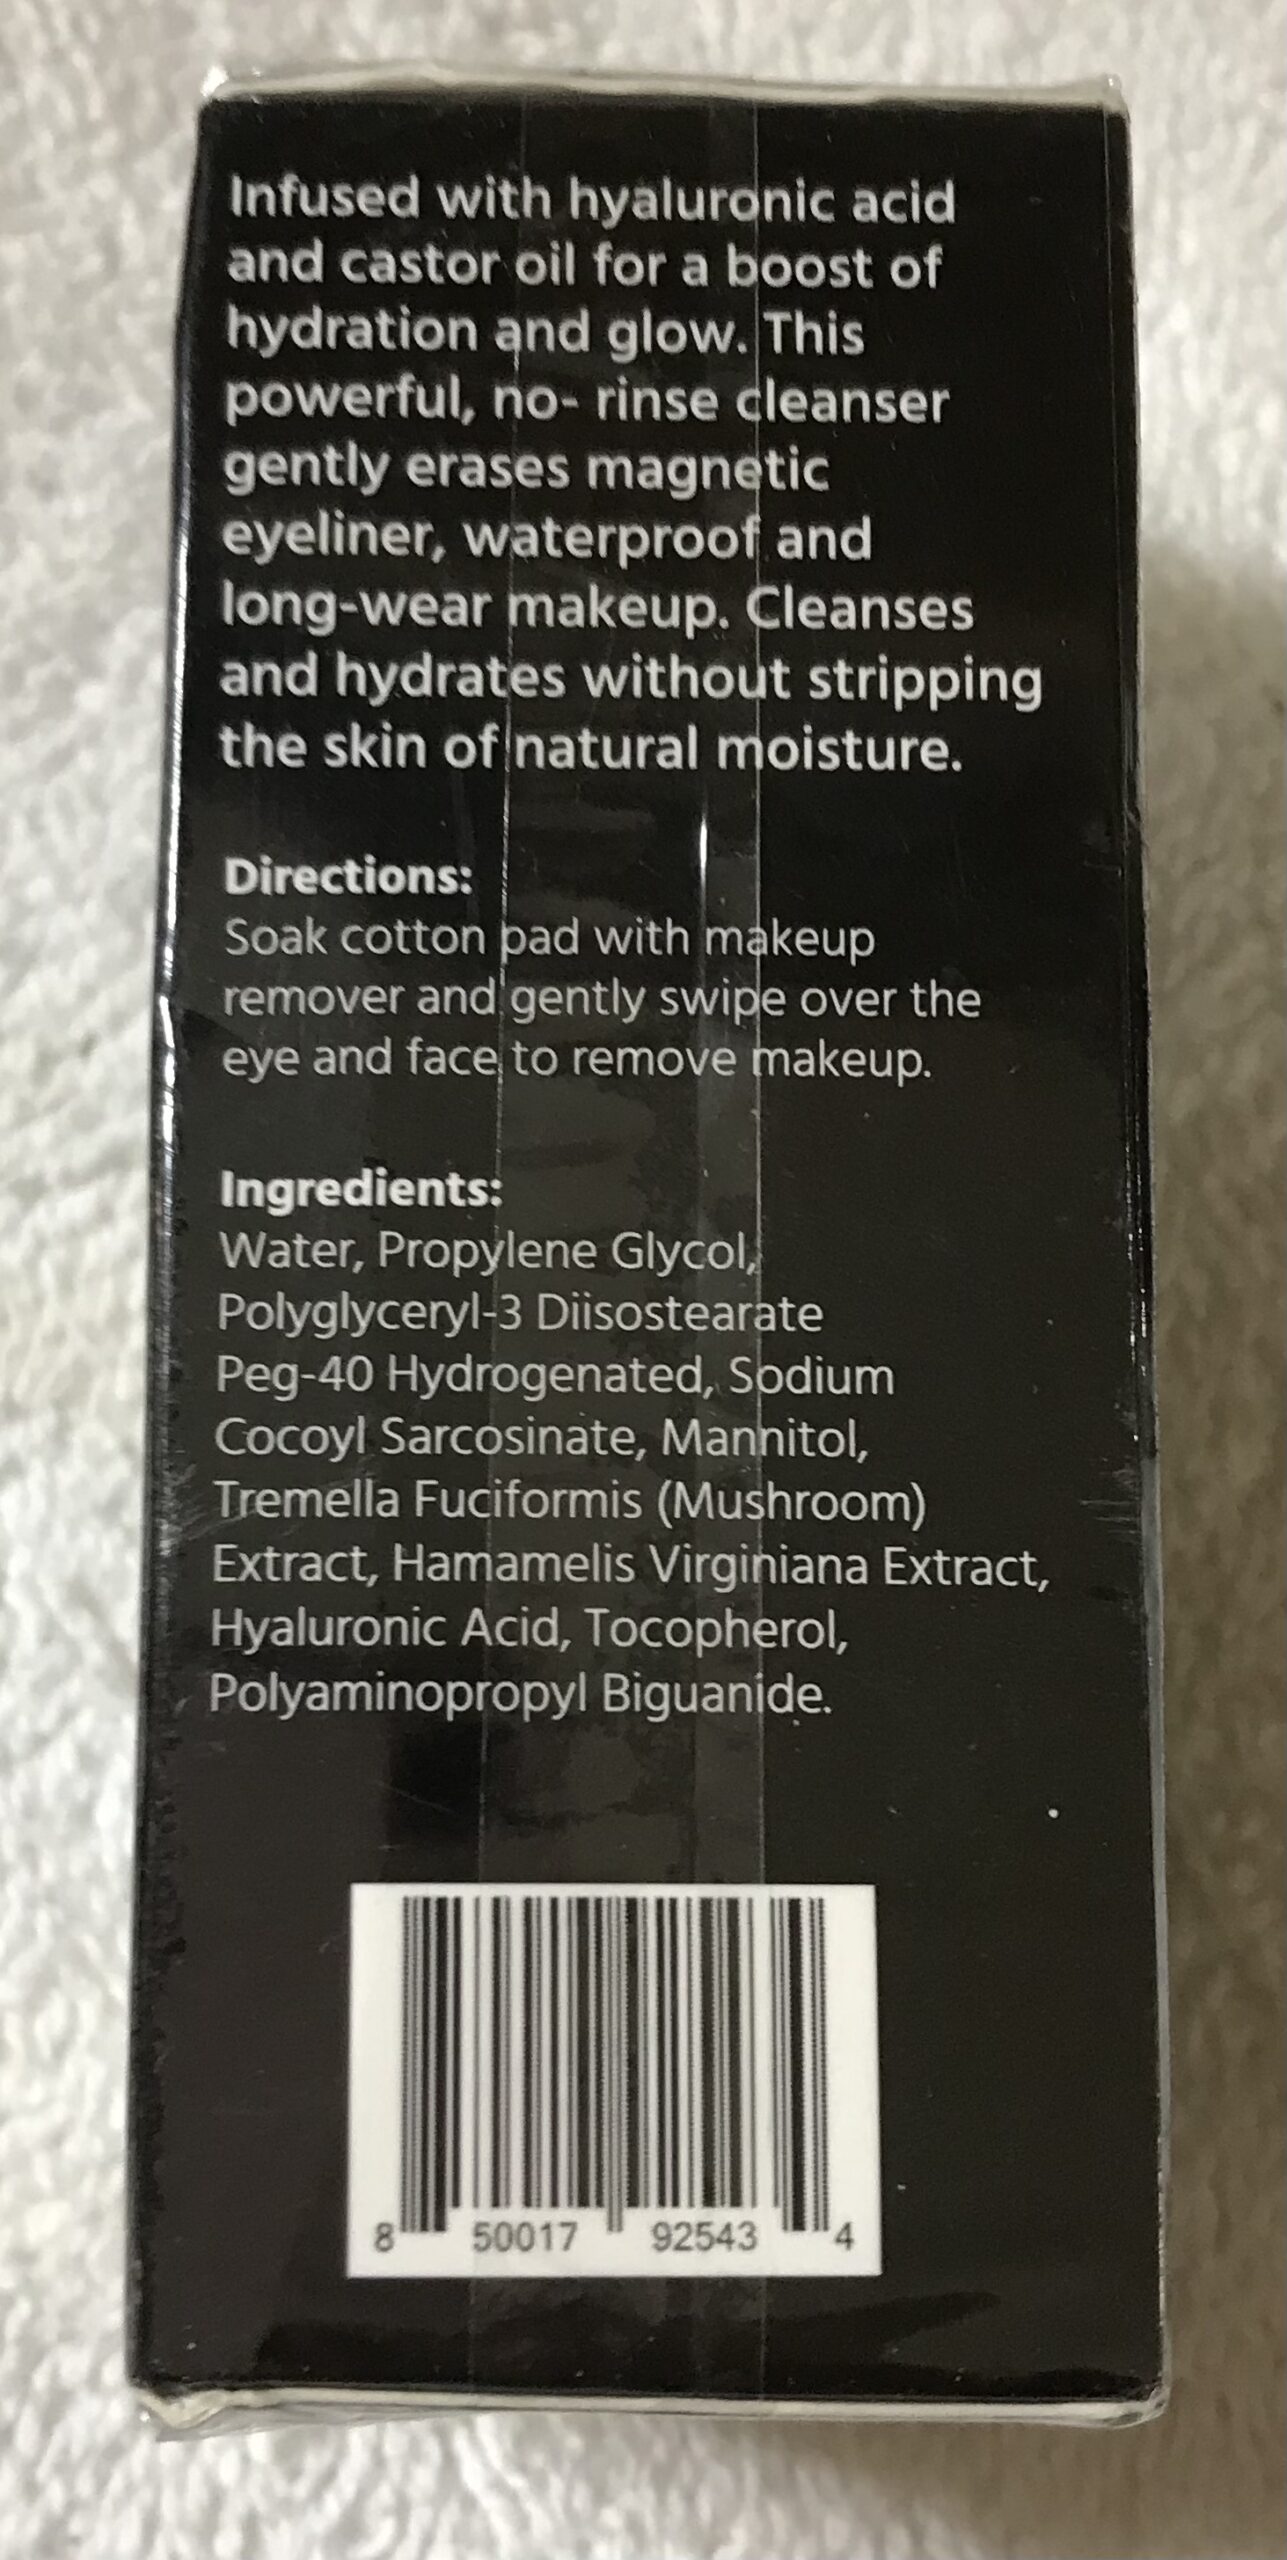 Infused with hyaluronic acid
and castor oil for a boost of
hydration and glow. This
powerful, no- rinse cleanser
gently erases magnetic
eyeliner, waterproof and
long-wear makeup. Cleanses
and hydrates without stripping
the skin of natural moisture.
Directions:
Soak cotton pad with makeup
remover and gently swipe over the
eye and face to remove makeup.
Ingredients:
Water, Propylene Glycol,
Polyglyceryl-3 Diisostearate
Peg-40 Hydrogenated, Sodium
Cocoyl Sarcosinate, Mannitol,
Tremella Fuciformis (Mushroom)
Extract, Hamamelis Virginiana Extract,
Hyaluronic Acid, Tocopherol,
Polyaminopropyl Biguanide.
8 50017 92543 4